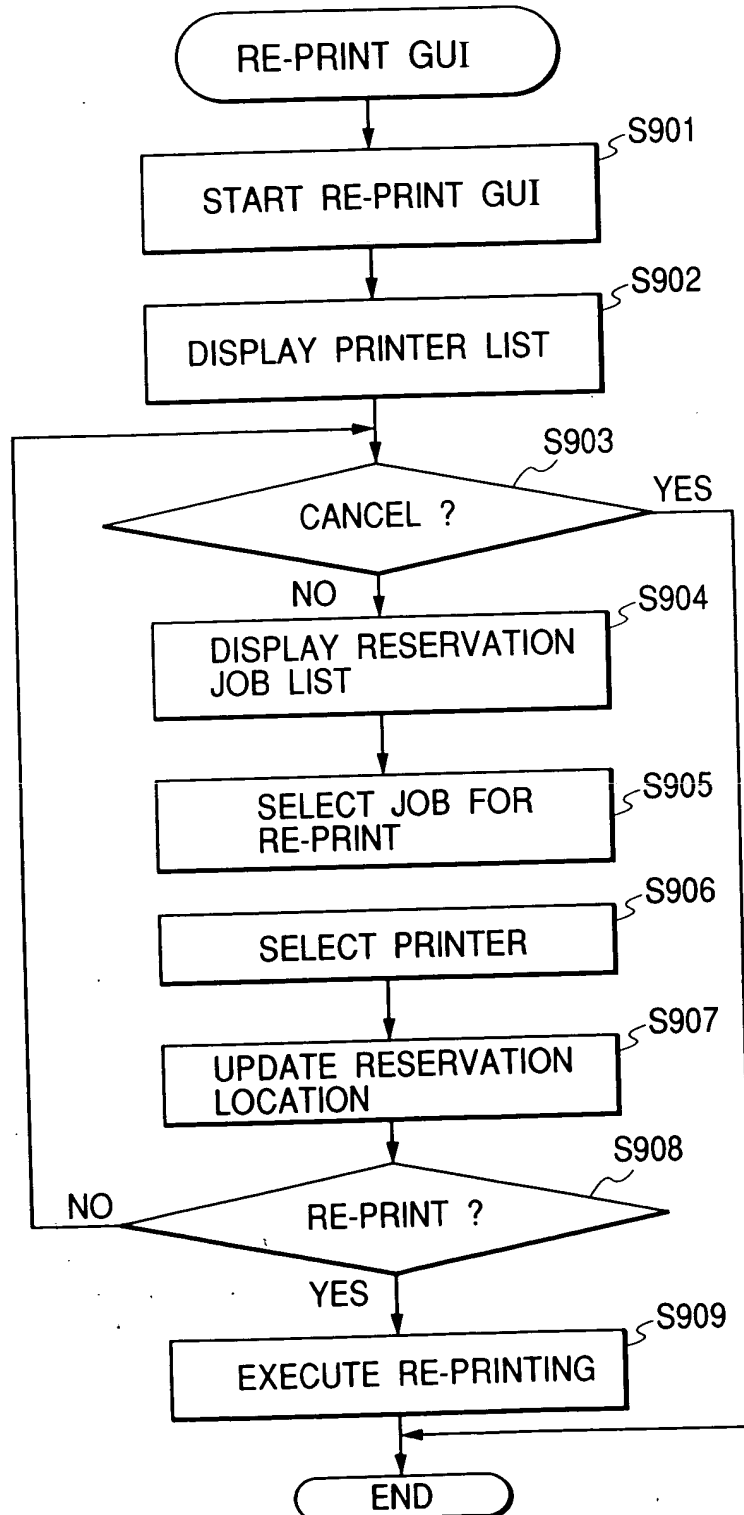 RE-PRINT GUI
S901
START RE-PRINT GUI
S902
DISPLAY PRINTER LIST
S903
CANCEL ?
YES
NO
S904
DISPLAY RESERVATION
JOB LIST
S905
SELECT JOB FOR
RE-PRINT
S906
SELECT PRINTER
S907
UPDATE RESERVATION
LOCATION
S908
RE-PRINT ?
NO
YES
S909
EXECUTE RE-PRINTING
END